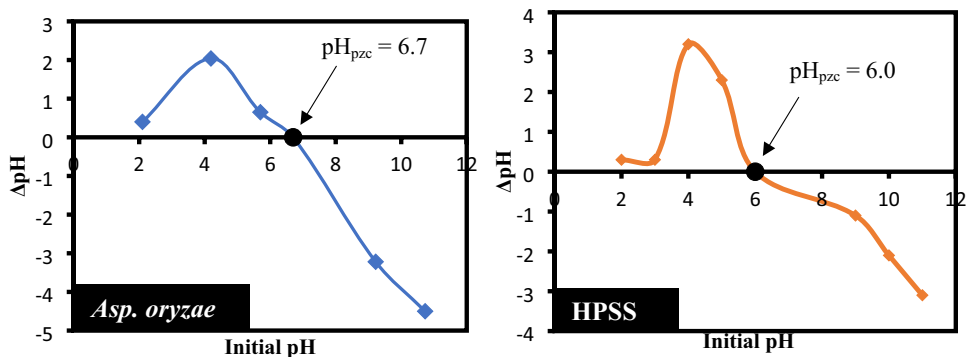 3
2
1
0
-1
-2
-3
-4
-5
0 2 4 6 8 10 12
ΔpH
Initial pH
pHpzc = 6.7
Asp. oryzae
4
3
2
1
0
-1
-2
-3
-4
0 2 4 6 8 10 12
ΔpH
Initial pH
pHpzc = 6.0
HPSS